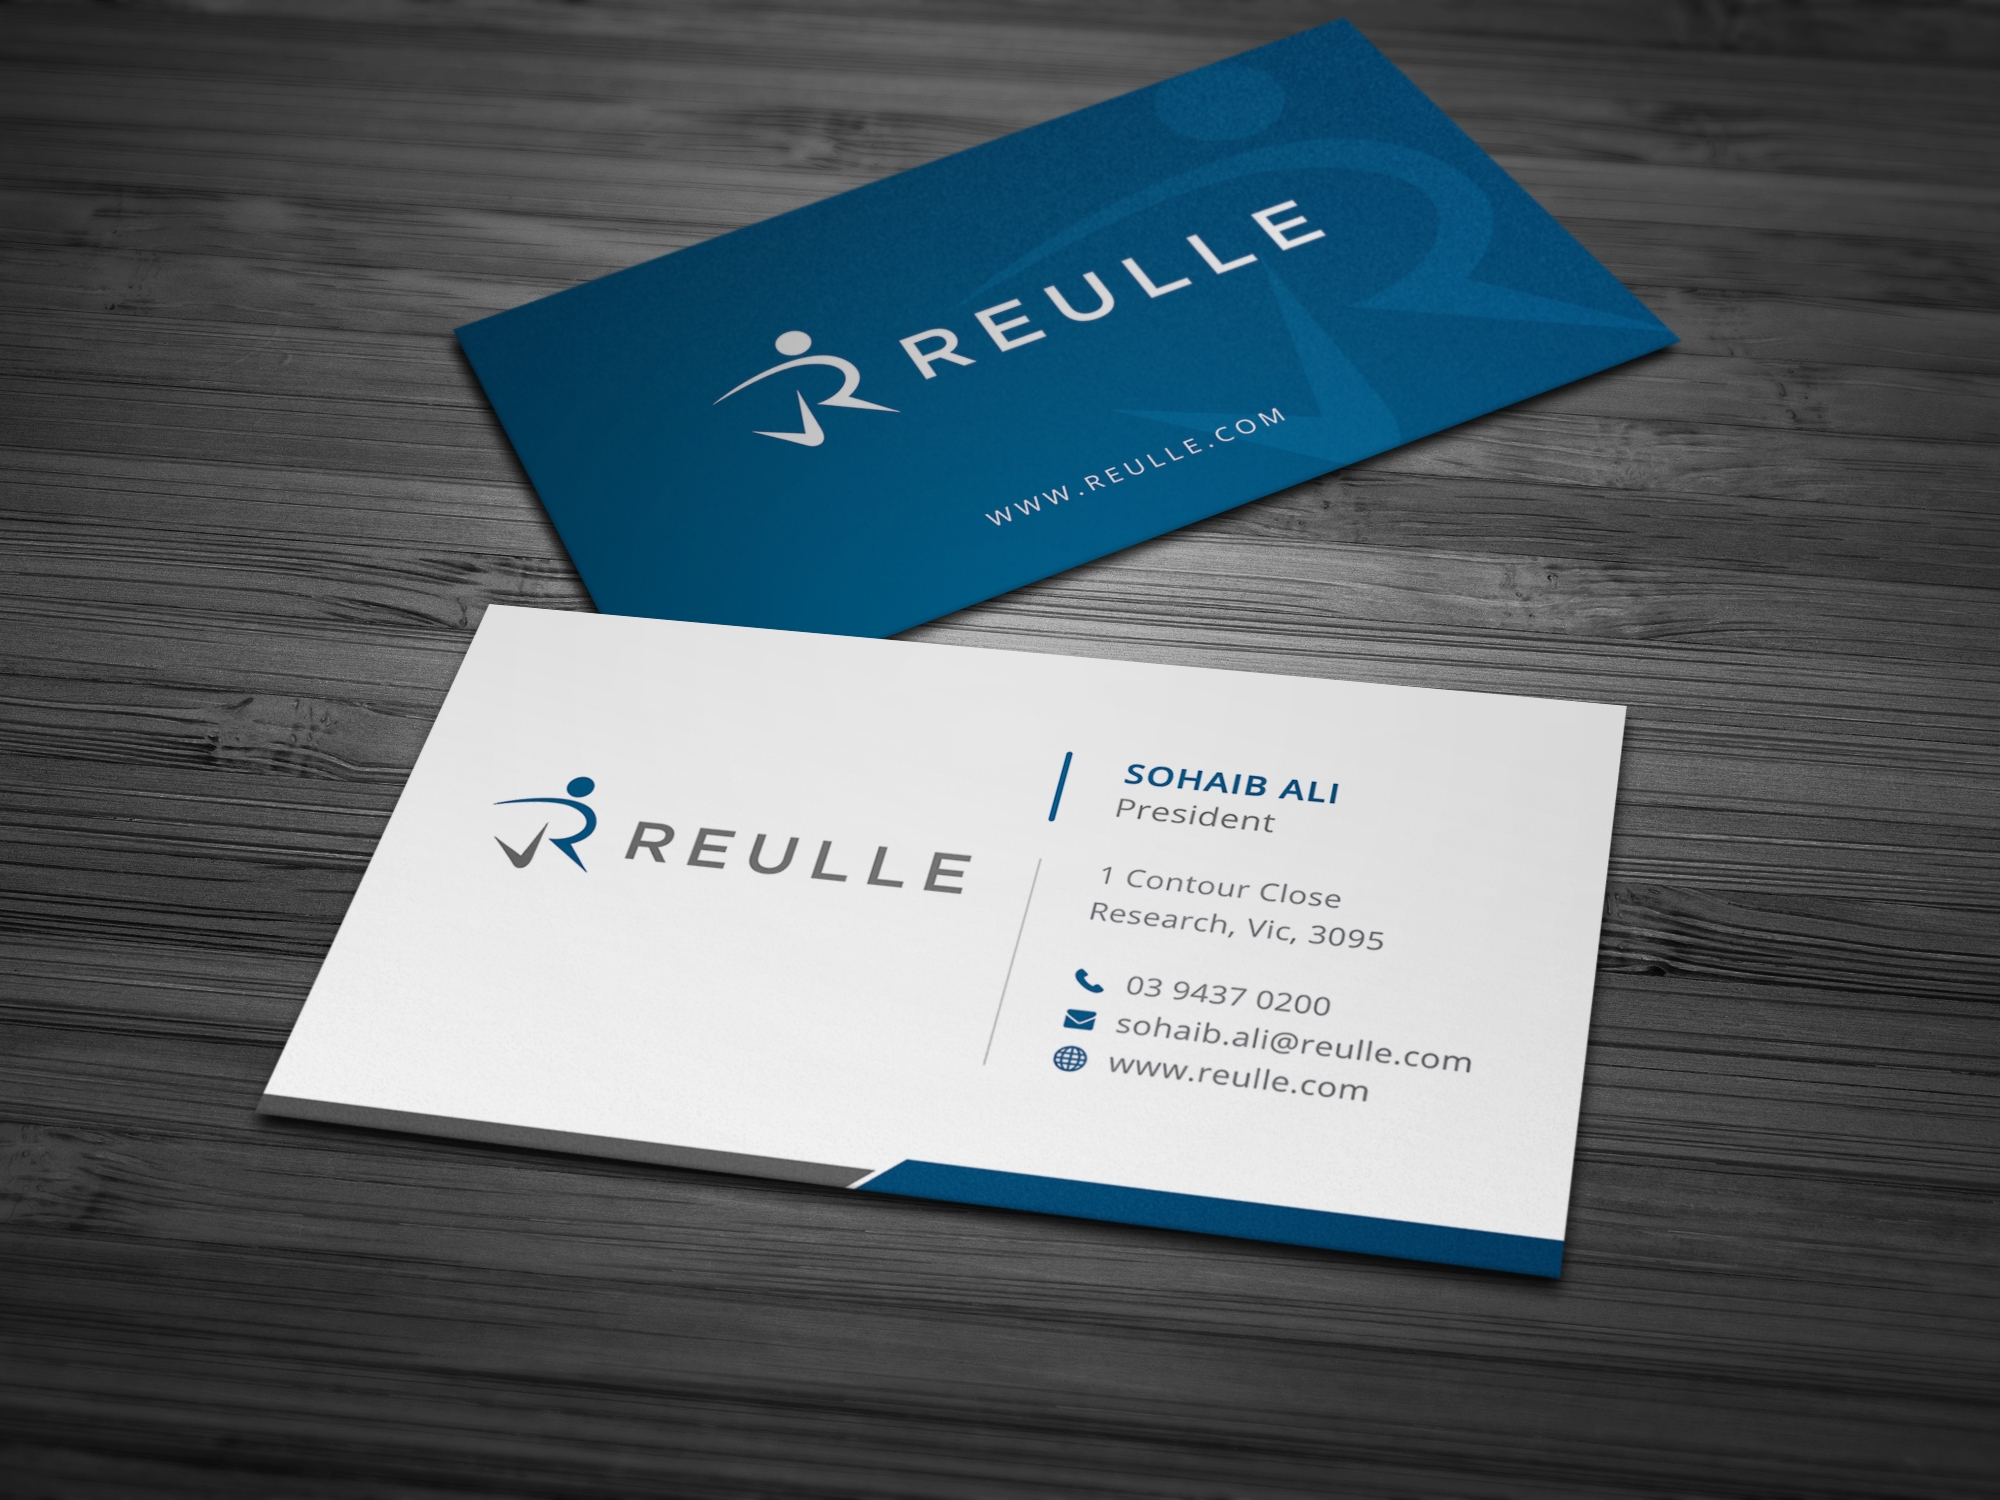 REULLE
WWW.REULLE.COM
REULLE
SOHAIB ALI
President
1 Contour Close
Research, Vic, 3095
03 9437 0200
sohaib.ali@reulle.com
www.reulle.com